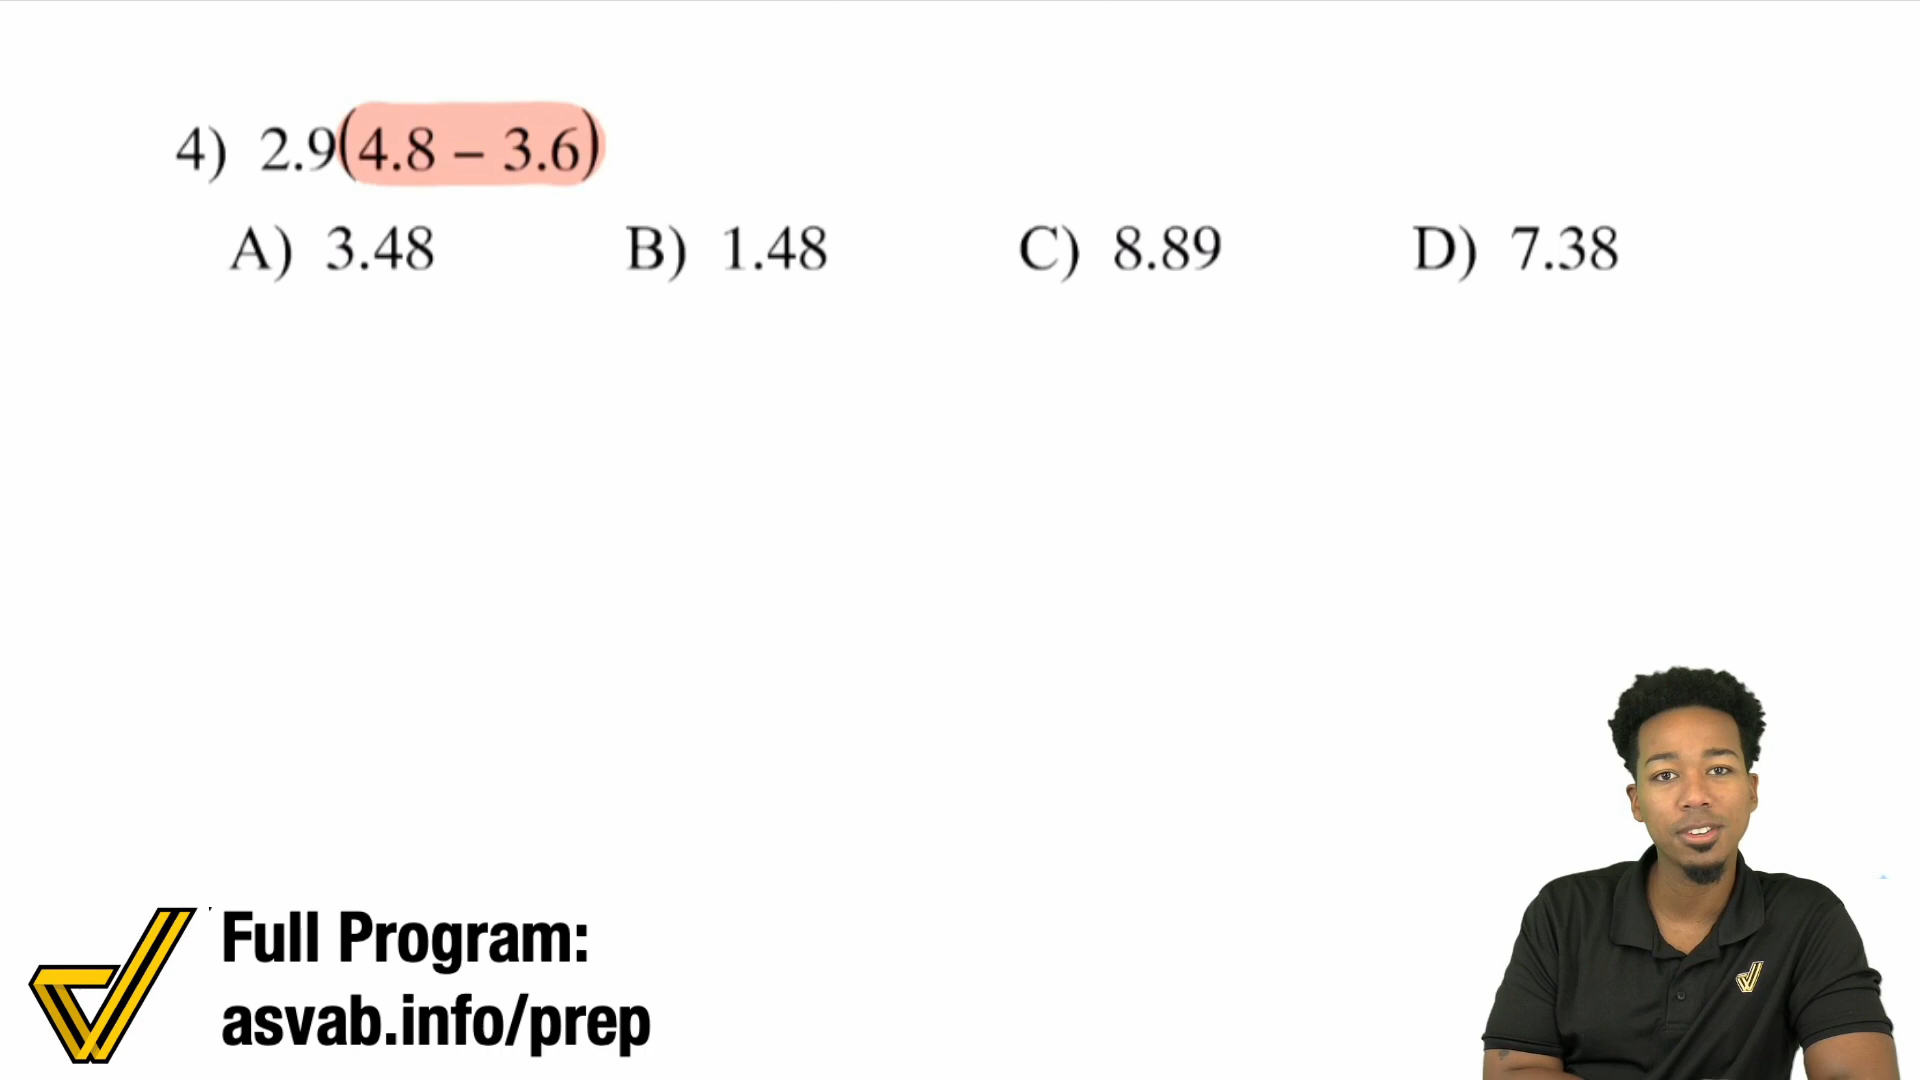 4) 2.9(4.8 – 3.6)
A) 3.48 B) 1.48 C) 8.89 D) 7.38
Full Program:
asvab.info/prep